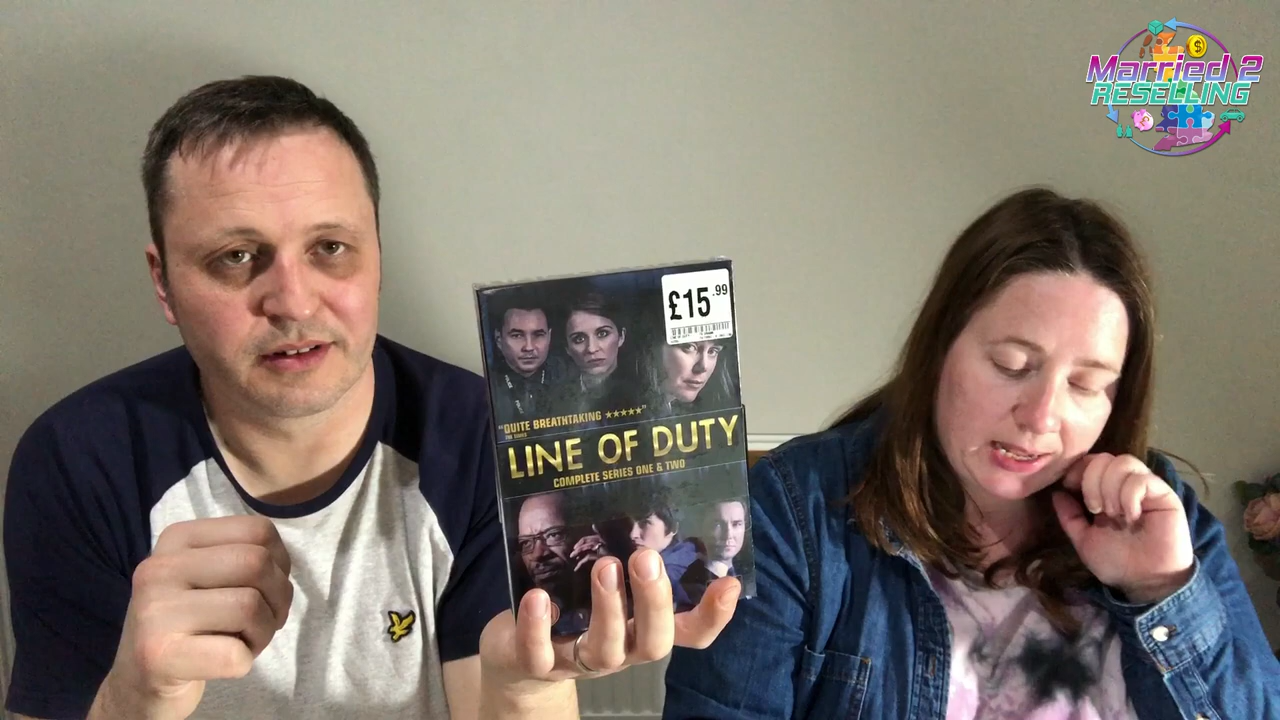 Married 2
RESELLING
£15.99
"QUITE BREATHTAKING ★★★★★"
LINE OF DUTY
COMPLETE SERIES ONE & TWO